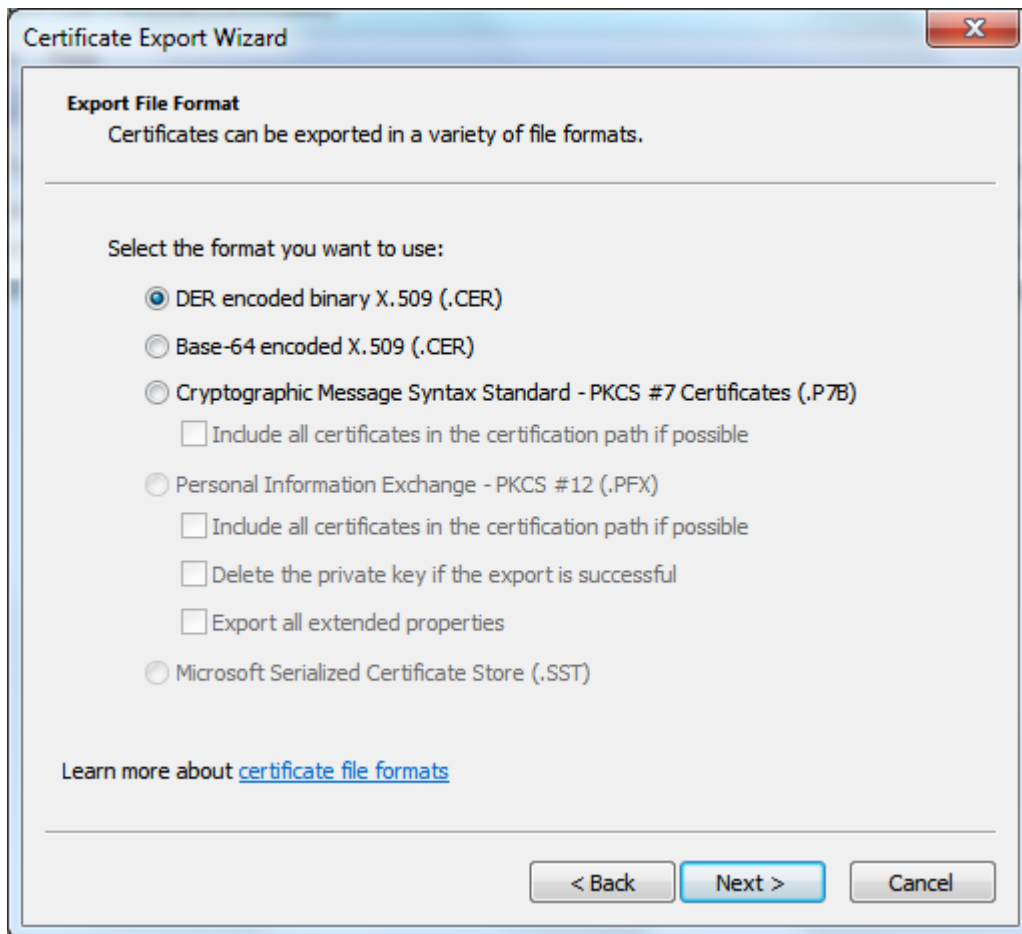 Certificate Export Wizard
Export File Format
Certificates can be exported in a variety of file formats.
Select the format you want to use:
DER encoded binary X.509 (.CER)
Base-64 encoded X.509 (.CER)
Cryptographic Message Syntax Standard - PKCS #7 Certificates (.P7B)
Include all certificates in the certification path if possible
Personal Information Exchange - PKCS #12 (.PFX)
Include all certificates in the certification path if possible
Delete the private key if the export is successful
Export all extended properties
Microsoft Serialized Certificate Store (.SST)
Learn more about certificate file formats
< Back Next > Cancel